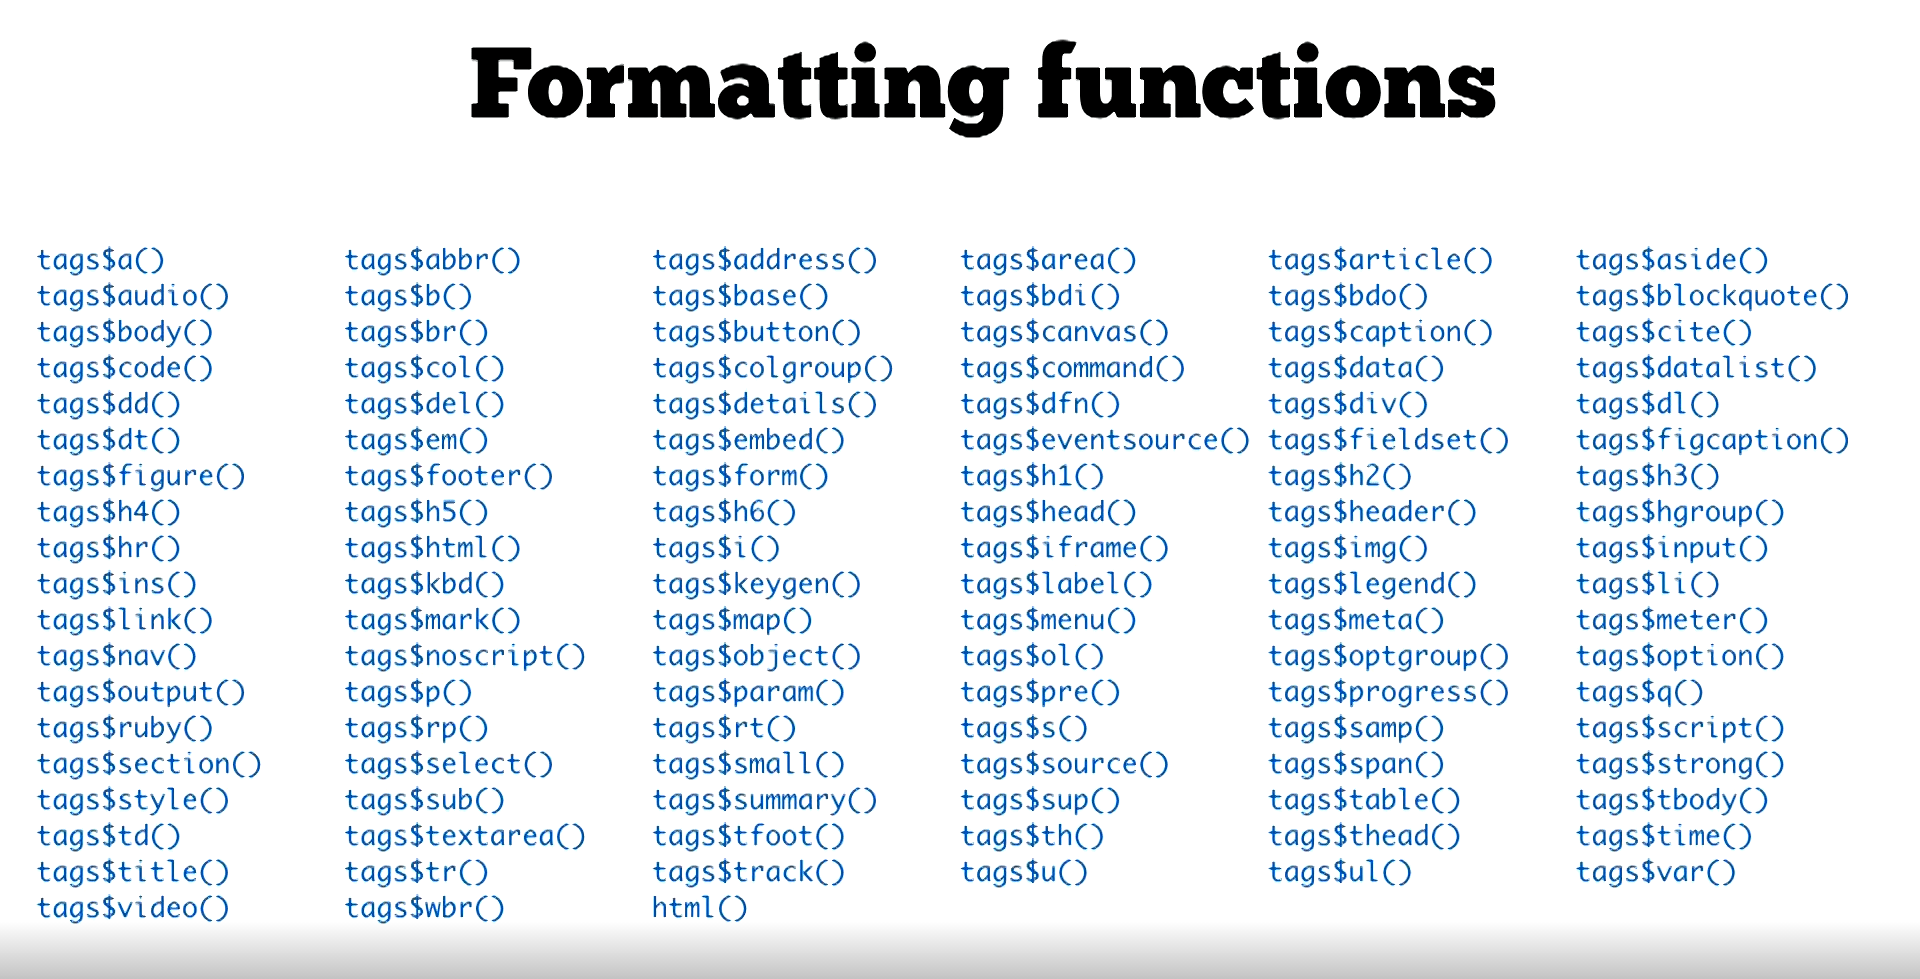 Formatting functions
tags$a() tags$abbr() tags$address() tags$area() tags$article() tags$aside()
tags$audio() tags$b() tags$base() tags$bdi() tags$bdo() tags$blockquote()
tags$body() tags$br() tags$button() tags$canvas() tags$caption() tags$cite()
tags$code() tags$col() tags$colgroup() tags$command() tags$data() tags$datalist()
tags$dd() tags$del() tags$details() tags$dfn() tags$div() tags$dl()
tags$dt() tags$em() tags$embed() tags$eventsource() tags$fieldset() tags$figcaption()
tags$figure() tags$footer() tags$form() tags$h1() tags$h2() tags$h3()
tags$h4() tags$h5() tags$h6() tags$head() tags$header() tags$hgroup()
tags$hr() tags$html() tags$i() tags$iframe() tags$img() tags$input()
tags$ins() tags$kbd() tags$keygen() tags$label() tags$legend() tags$li()
tags$link() tags$mark() tags$map() tags$menu() tags$meta() tags$meter()
tags$nav() tags$noscript() tags$object() tags$ol() tags$optgroup() tags$option()
tags$output() tags$p() tags$param() tags$pre() tags$progress() tags$q()
tags$ruby() tags$rp() tags$rt() tags$s() tags$samp() tags$script()
tags$section() tags$select() tags$small() tags$source() tags$span() tags$strong()
tags$style() tags$sub() tags$summary() tags$sup() tags$table() tags$tbody()
tags$td() tags$textarea() tags$tfoot() tags$th() tags$thead() tags$time()
tags$title() tags$tr() tags$track() tags$u() tags$ul() tags$var()
tags$video() tags$wbr() html()